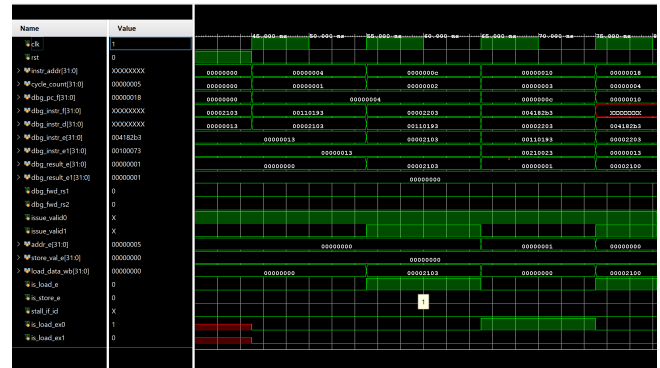 Name Value
45.000 ns 50.000 ns 55.000 ns 60.000 ns 65.000 ns 70.000 ns 75.000 ns
clk 1
rst 0
instr_addr[31:0] XXXXXXXX 00000000 00000004 0000000c 00000010 00000018
cycle_count[31:0] 00000005 00000000 00000001 00000002 00000003 00000004
dbg_pc_f[31:0] 00000018 00000000 00000004 0000000c 00000010
dbg_instr_f[31:0] XXXXXXXX 00002103 00110193 00002203 004182b3 XXXXXXXX
dbg_instr_d[31:0] XXXXXXXX 00000013 00002103 00110193 00002203 004182b3
dbg_instr_e[31:0] 004182b3 00000013 00002103 00110193 00002203
dbg_instr_e1[31:0] 00100073 00000013 00210023 00000013
dbg_result_e[31:0] 00000001 00000000 00002103 00000001 00002100
dbg_result_e1[31:0] 00000001 00000000
dbg_fwd_rs1 0
dbg_fwd_rs2 0
issue_valid0 X
issue_valid1 X
addr_e[31:0] 00000005 00000000 00000001 00000000
store_val_e[31:0] 00000000 00000000
load_data_wb[31:0] 00000000 00000000 00002103 00000000 00002100
is_load_e 0
is_store_e 0 1
stall_if_id X
is_load_ex0 1
is_load_ex1 0